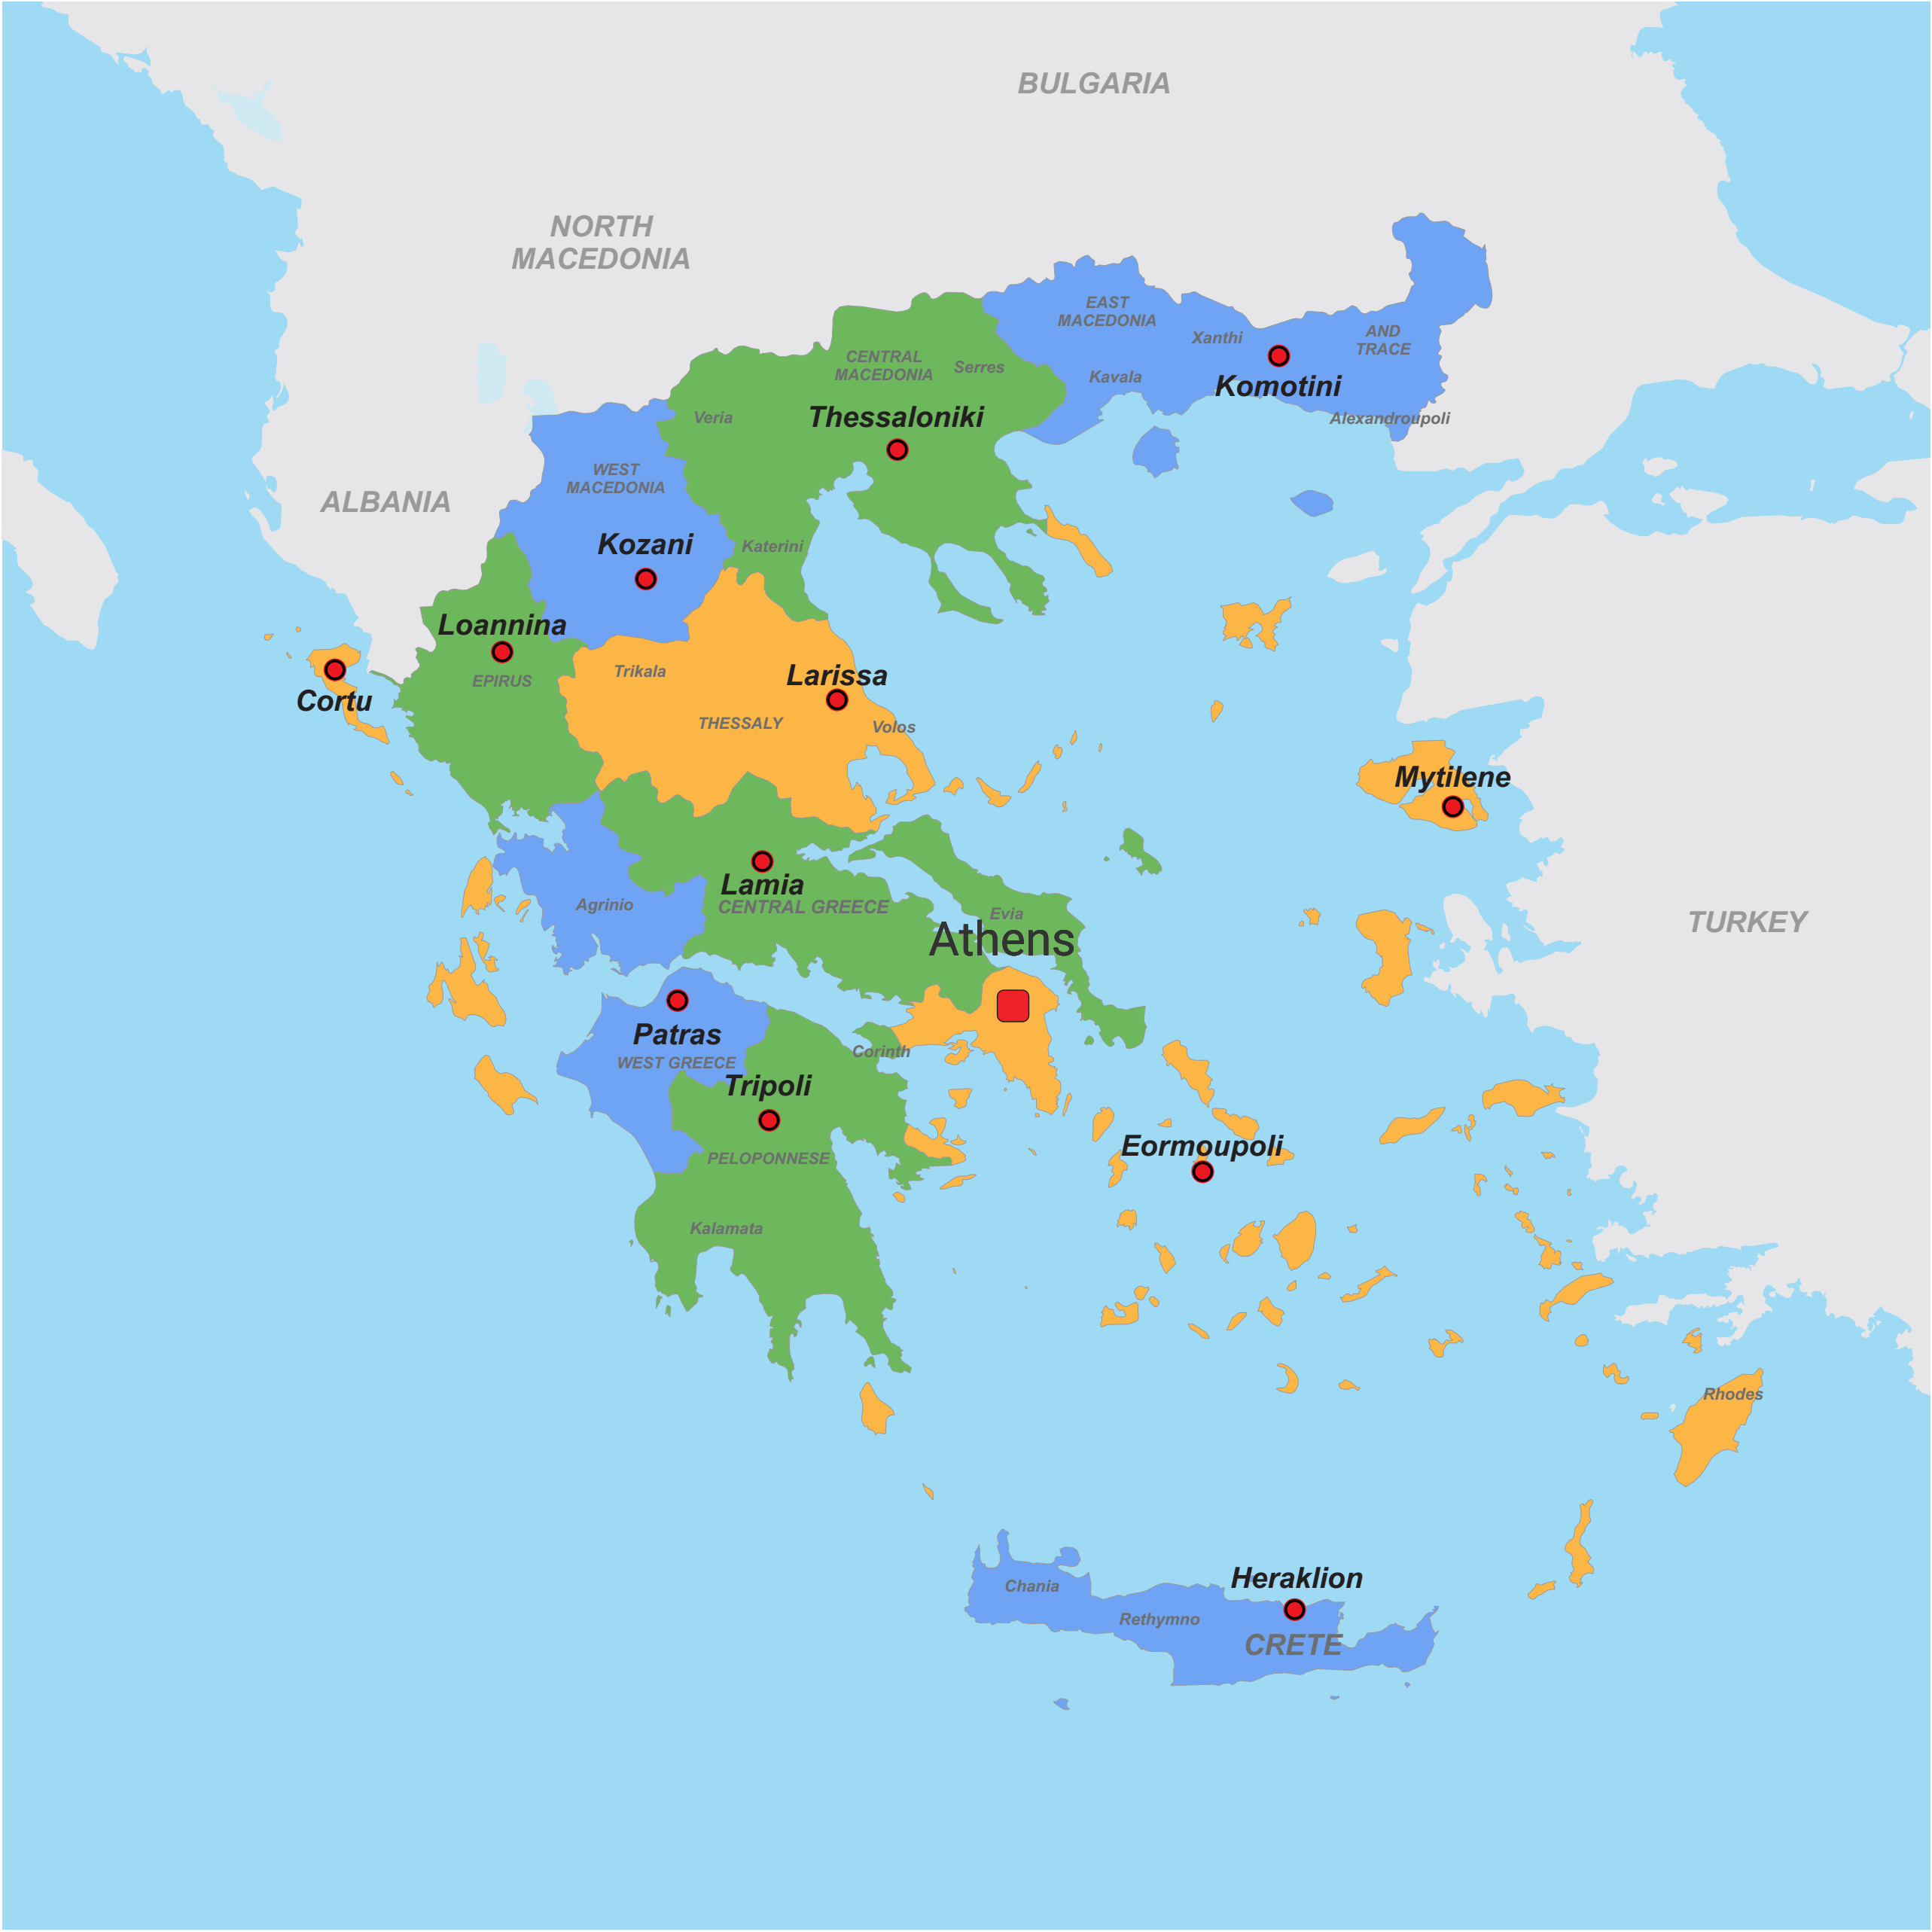 BULGARIA
NORTH
MACEDONIA
EAST
MACEDONIA
Xanthi
AND
TRACE
CENTRAL
MACEDONIA
Serres
Kavala
Komotini
Veria
Thessaloniki
Alexandroupoli
WEST
MACEDONIA
ALBANIA
Kozani
Katerini
Loannina
EPIRUS
Trikala
Larissa
Cortu
THESSALY
Volos
Mytilene
Lamia
CENTRAL GREECE
Agrinio
Evia
Athens
TURKEY
Patras
WEST GREECE
Corinth
Tripoli
Eormoupoli
PELOPONNESE
Kalamata
Rhodes
Chania
Heraklion
Rethymno
CRETE